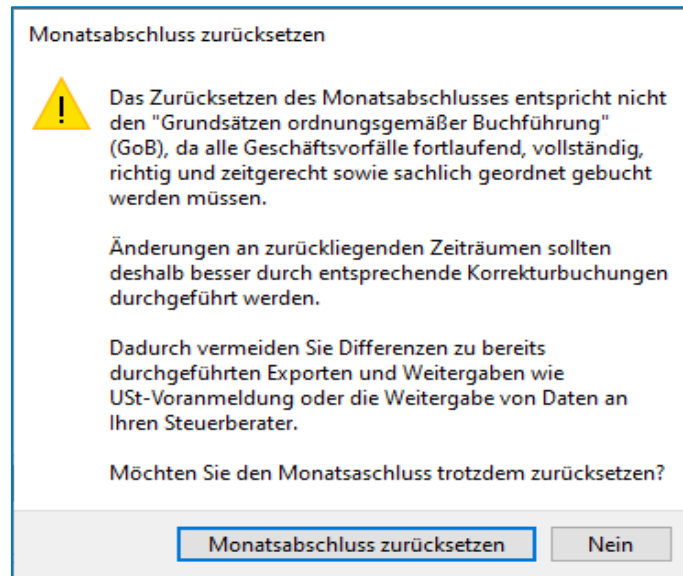 Monatsabschluss zurücksetzen
Das Zurücksetzen des Monatsabschlusses entspricht nicht
den "Grundsätzen ordnungsgemäßer Buchführung"
(GoB), da alle Geschäftsvorfälle fortlaufend, vollständig,
richtig und zeitgerecht sowie sachlich geordnet gebucht
werden müssen.
Änderungen an zurückliegenden Zeiträumen sollten
deshalb besser durch entsprechende Korrekturbuchungen
durchgeführt werden.
Dadurch vermeiden Sie Differenzen zu bereits
durchgeführten Exporten und Weitergaben wie
USt-Voranmeldung oder die Weitergabe von Daten an
Ihren Steuerberater.
Möchten Sie den Monatsaschluss trotzdem zurücksetzen?
Monatsabschluss zurücksetzen Nein